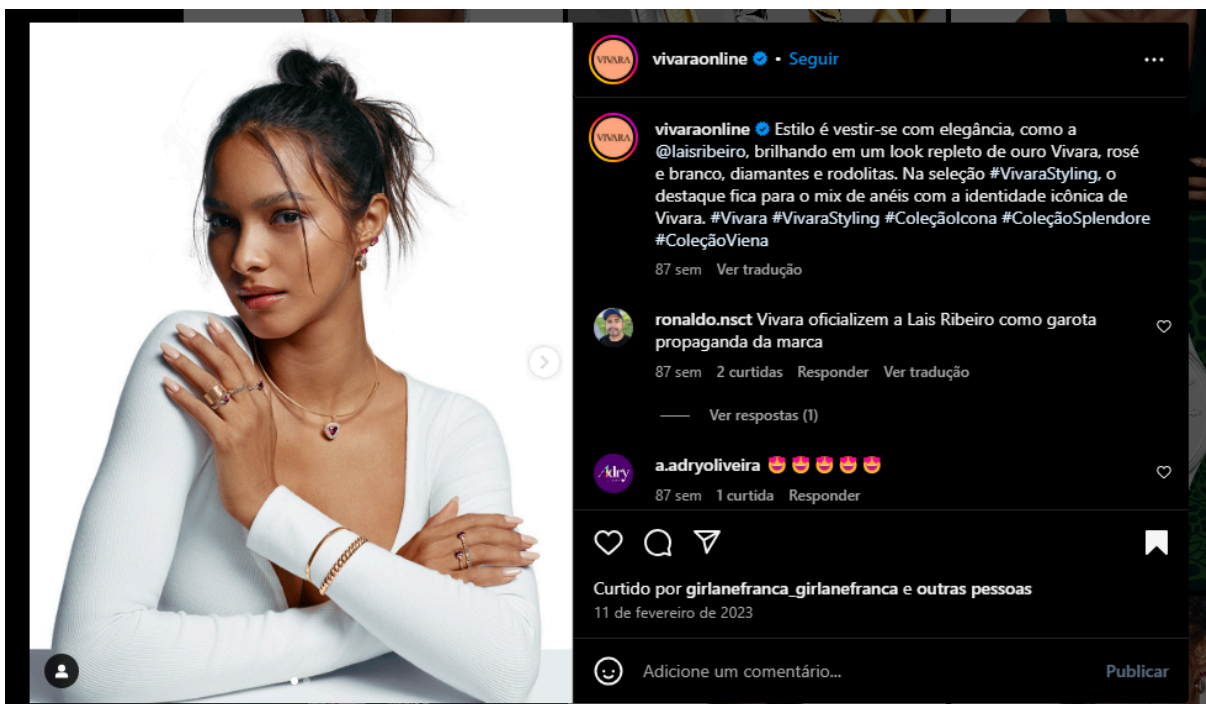 VIVARA
vivaraonline • Seguir
VIVARA
vivaraonline Estilo é vestir-se com elegância, como a
@laisribeiro, brilhando em um look repleto de ouro Vivara, rosé
e branco, diamantes e rodolitas. Na seleção #VivaraStyling, o
destaque fica para o mix de anéis com a identidade icônica de
Vivara. #Vivara #VivaraStyling #ColeçãoIcona #ColeçãoSplendore
#ColeçãoViena
87 sem Ver tradução
ronaldo.nsct Vivara oficializem a Lais Ribeiro como garota
propaganda da marca
87 sem 2 curtidas Responder Ver tradução
Ver respostas (1)
Adry
a.adryoliveira 😍😍😍😍😍
87 sem 1 curtida Responder
Curtido por girlanefranca_girlanefranca e outras pessoas
11 de fevereiro de 2023
Adicione um comentário... Publicar